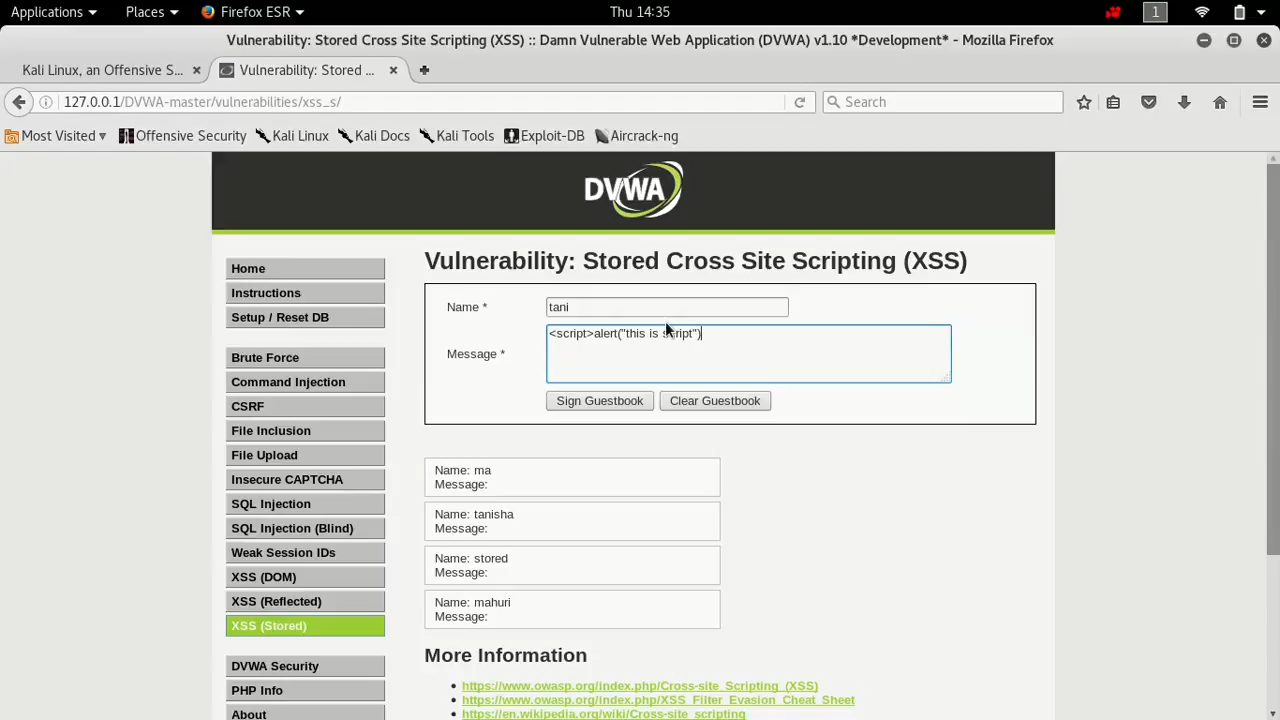 Applications Places Firefox ESR Thu 14:35 1
Vulnerability: Stored Cross Site Scripting (XSS) :: Damn Vulnerable Web Application (DVWA) v1.10 *Development* - Mozilla Firefox
Kali Linux, an Offensive S... Vulnerability: Stored ...
127.0.0.1/DVWA-master/vulnerabilities/xss_s/ Search
Most Visited Offensive Security Kali Linux Kali Docs Kali Tools Exploit-DB Aircrack-ng
DVWA
Vulnerability: Stored Cross Site Scripting (XSS)
Name * tani
Message * <script>alert("this is script")
Sign Guestbook Clear Guestbook
Name: ma
Message:
Name: tanisha
Message:
Name: stored
Message:
Name: mahuri
Message:
More Information
https://www.owasp.org/index.php/Cross-site_Scripting_(XSS)
https://www.owasp.org/index.php/XSS_Filter_Evasion_Cheat_Sheet
https://en.wikipedia.org/wiki/Cross-site_scripting
Home
Instructions
Setup / Reset DB
Brute Force
Command Injection
CSRF
File Inclusion
File Upload
Insecure CAPTCHA
SQL Injection
SQL Injection (Blind)
Weak Session IDs
XSS (DOM)
XSS (Reflected)
XSS (Stored)
DVWA Security
PHP Info
About